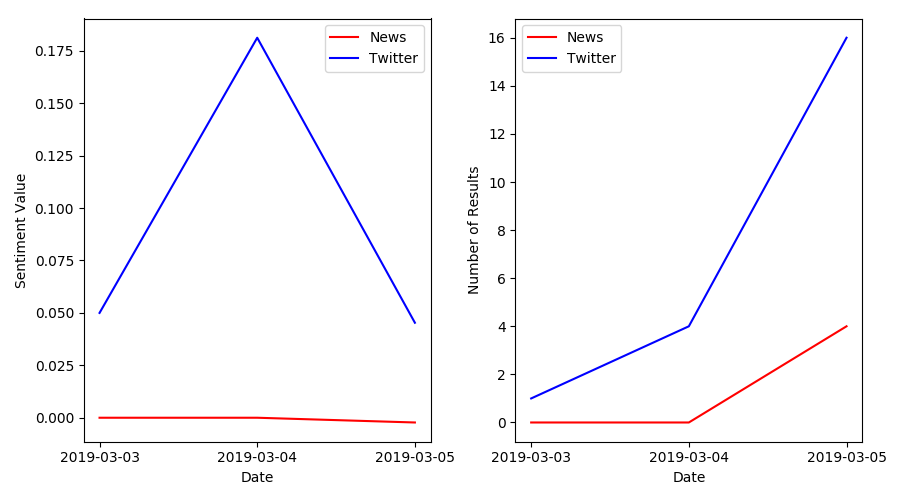 Sentiment Value
0.175
0.150
0.125
0.100
0.075
0.050
0.025
0.000
News
Twitter
2019-03-03
2019-03-04
2019-03-05
Date
Number of Results
16
14
12
10
8
6
4
2
0
News
Twitter
2019-03-03
2019-03-04
2019-03-05
Date